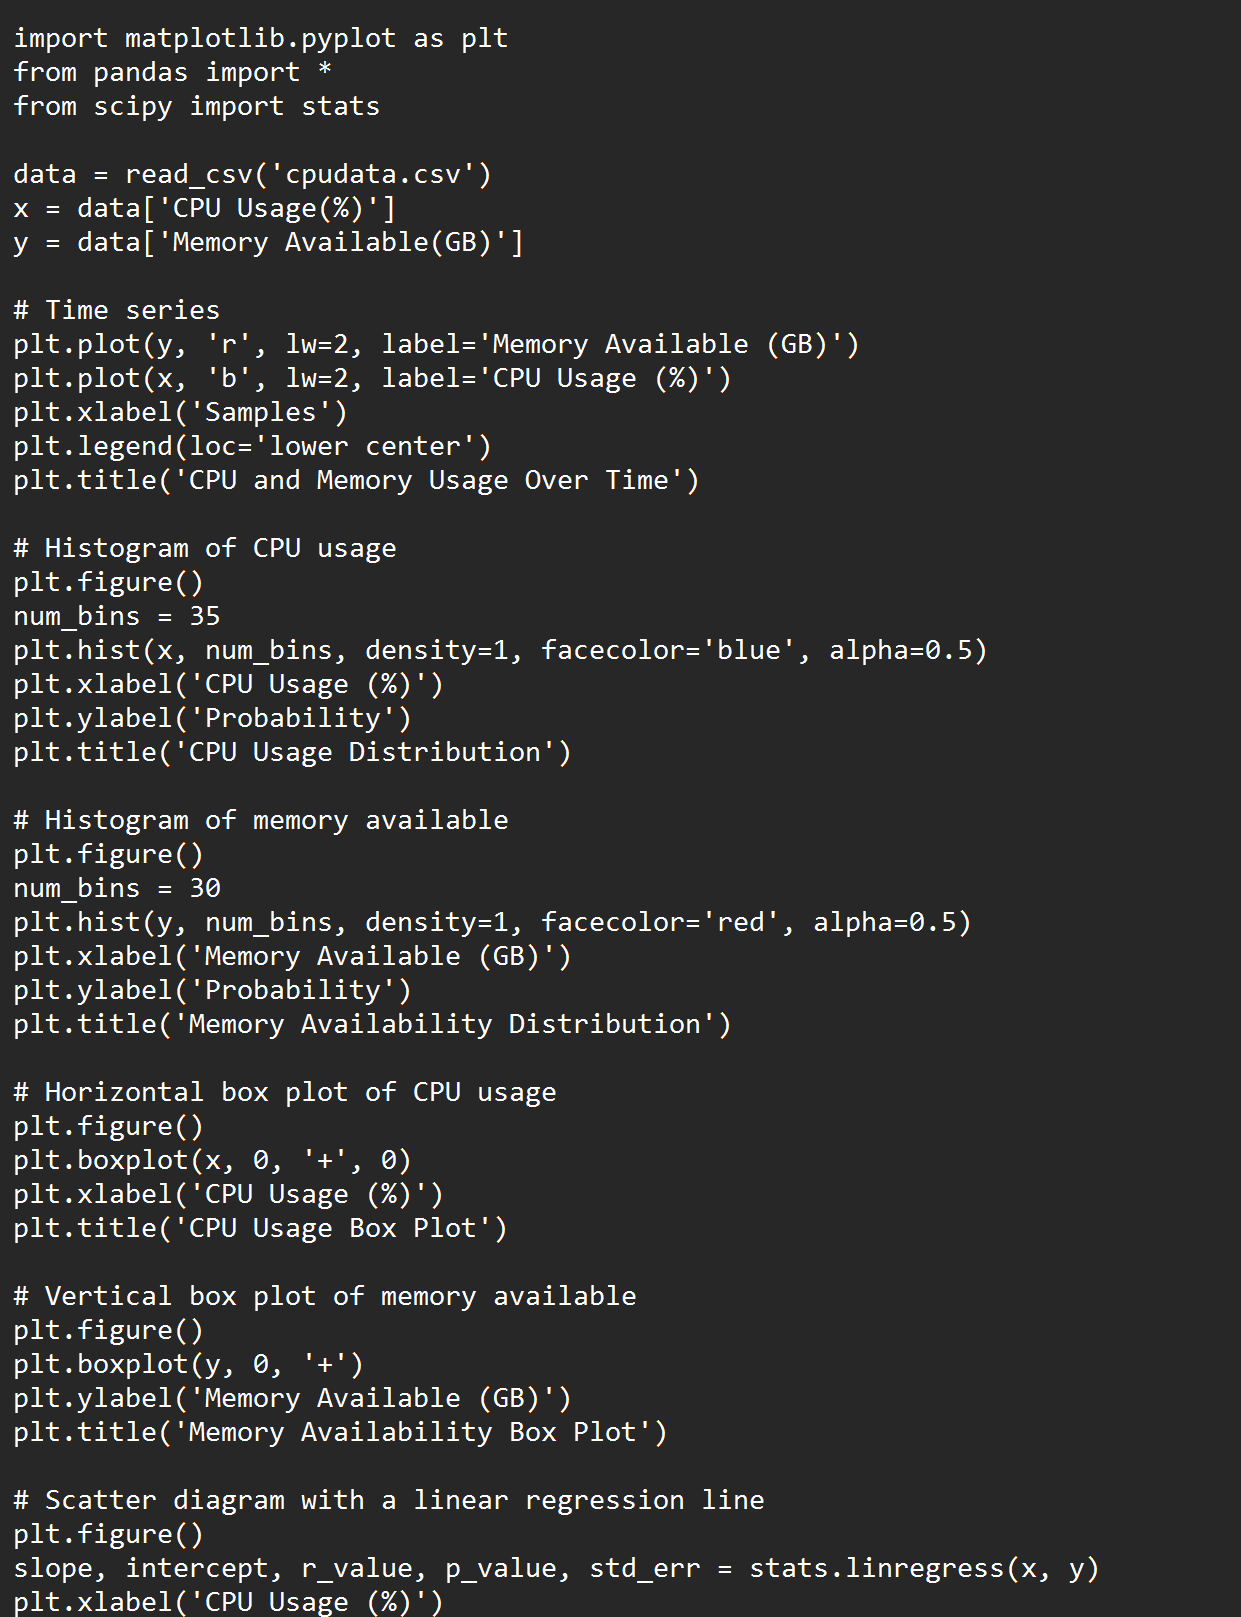 import matplotlib.pyplot as plt
from pandas import *
from scipy import stats

data = read_csv('cpudata.csv')
x = data['CPU Usage(%)']
y = data['Memory Available(GB)']

# Time series
plt.plot(y, 'r', lw=2, label='Memory Available (GB)')
plt.plot(x, 'b', lw=2, label='CPU Usage (%)')
plt.xlabel('Samples')
plt.legend(loc='lower center')
plt.title('CPU and Memory Usage Over Time')

# Histogram of CPU usage
plt.figure()
num_bins = 35
plt.hist(x, num_bins, density=1, facecolor='blue', alpha=0.5)
plt.xlabel('CPU Usage (%)')
plt.ylabel('Probability')
plt.title('CPU Usage Distribution')

# Histogram of memory available
plt.figure()
num_bins = 30
plt.hist(y, num_bins, density=1, facecolor='red', alpha=0.5)
plt.xlabel('Memory Available (GB)')
plt.ylabel('Probability')
plt.title('Memory Availability Distribution')

# Horizontal box plot of CPU usage
plt.figure()
plt.boxplot(x, 0, '+', 0)
plt.xlabel('CPU Usage (%)')
plt.title('CPU Usage Box Plot')

# Vertical box plot of memory available
plt.figure()
plt.boxplot(y, 0, '+')
plt.ylabel('Memory Available (GB)')
plt.title('Memory Availability Box Plot')

# Scatter diagram with a linear regression line
plt.figure()
slope, intercept, r_value, p_value, std_err = stats.linregress(x, y)
plt.xlabel('CPU Usage (%)')